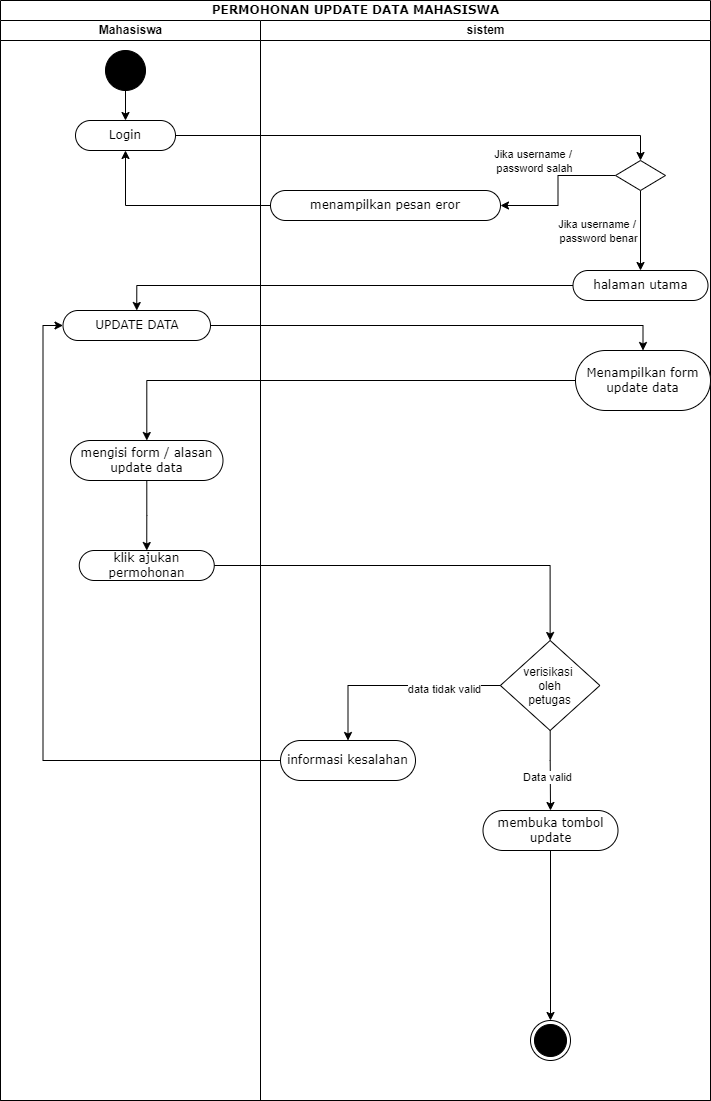 PERMOHONAN UPDATE DATA MAHASISWA
Mahasiswa
sistem
Login
Jika username /
password salah
menampilkan pesan eror
Jika username /
password benar
halaman utama
UPDATE DATA
Menampilkan form
update data
mengisi form / alasan
update data
klik ajukan
permohonan
verisikasi
oleh
petugas
data tidak valid
informasi kesalahan
Data valid
membuka tombol
update